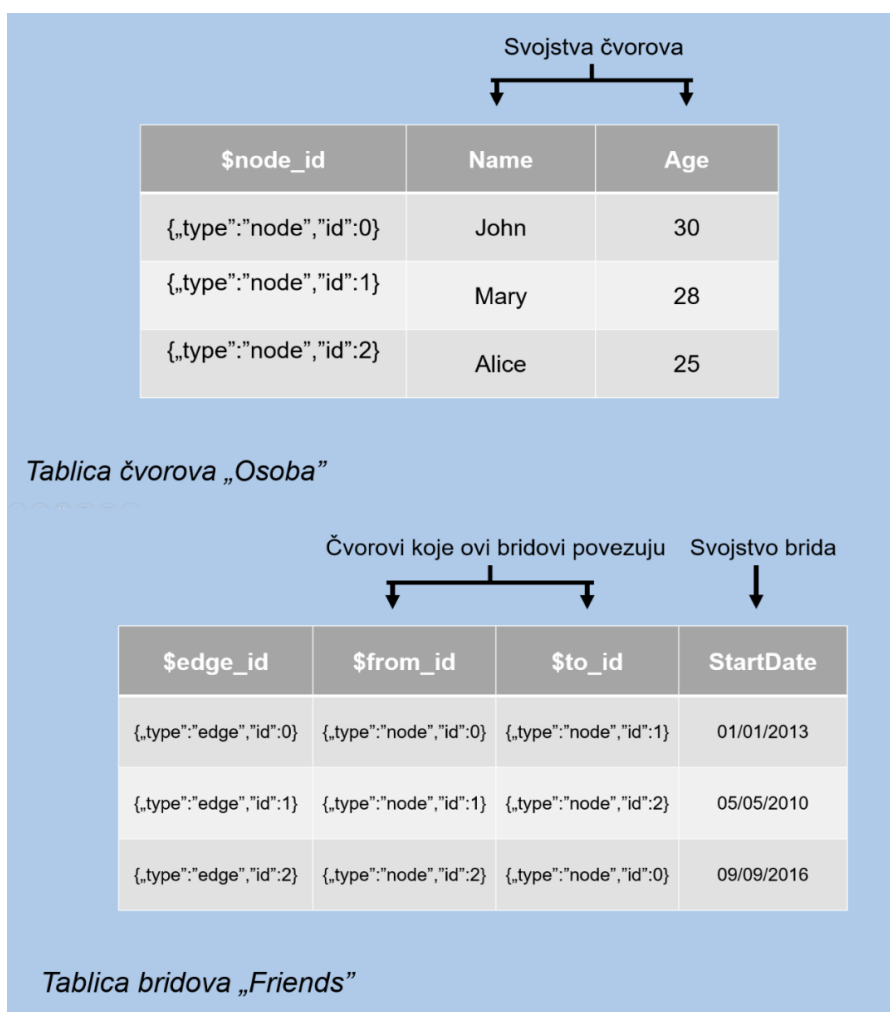 Svojstva čvorova
$node_id Name Age
{„type”:”node”,”id”:0} John 30
{„type”:”node”,”id”:1} Mary 28
{„type”:”node”,”id”:2} Alice 25
Tablica čvorova „Osoba”
Čvorovi koje ovi bridovi povezuju Svojstvo brida
$edge_id $from_id $to_id StartDate
{„type”:”edge”,”id”:0} {„type”:”node”,”id”:0} {„type”:”node”,”id”:1} 01/01/2013
{„type”:”edge”,”id”:1} {„type”:”node”,”id”:1} {„type”:”node”,”id”:2} 05/05/2010
{„type”:”edge”,”id”:2} {„type”:”node”,”id”:2} {„type”:”node”,”id”:0} 09/09/2016
Tablica bridova „Friends”